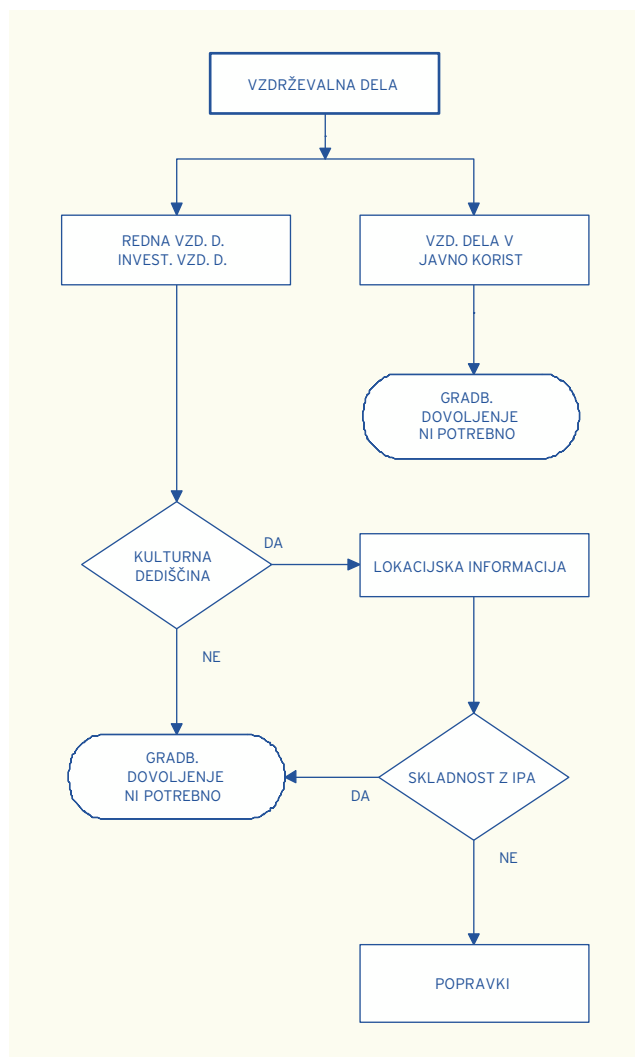 VZDRŽEVALNA DELA
REDNA VZD. D.
INVEST. VZD. D.
VZD. DELA V
JAVNO KORIST
GRADB.
DOVOLJENJE
NI POTREBNO
KULTURNA
DEDIŠČINA
DA
LOKACIJSKA INFORMACIJA
NE
GRADB.
DOVOLJENJE
NI POTREBNO
SKLADNOST Z IPA
DA
NE
POPRAVKI